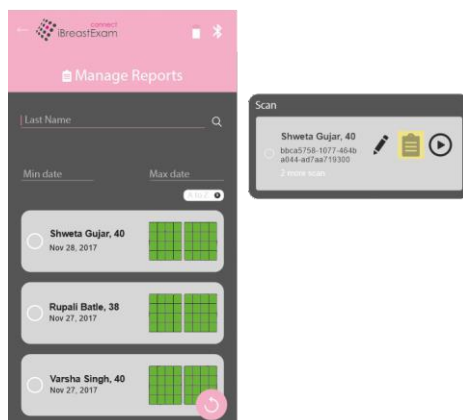 connect
iBreastExam
Manage Reports
Last Name
Min date Max date
A to Z
Shweta Gujar, 40
Nov 28, 2017
Rupali Batle, 38
Nov 27, 2017
Varsha Singh, 40
Nov 27, 2017
Scan
Shweta Gujar, 40
bbca5758-1077-464b
a044-ad7aa719300
2 more scan